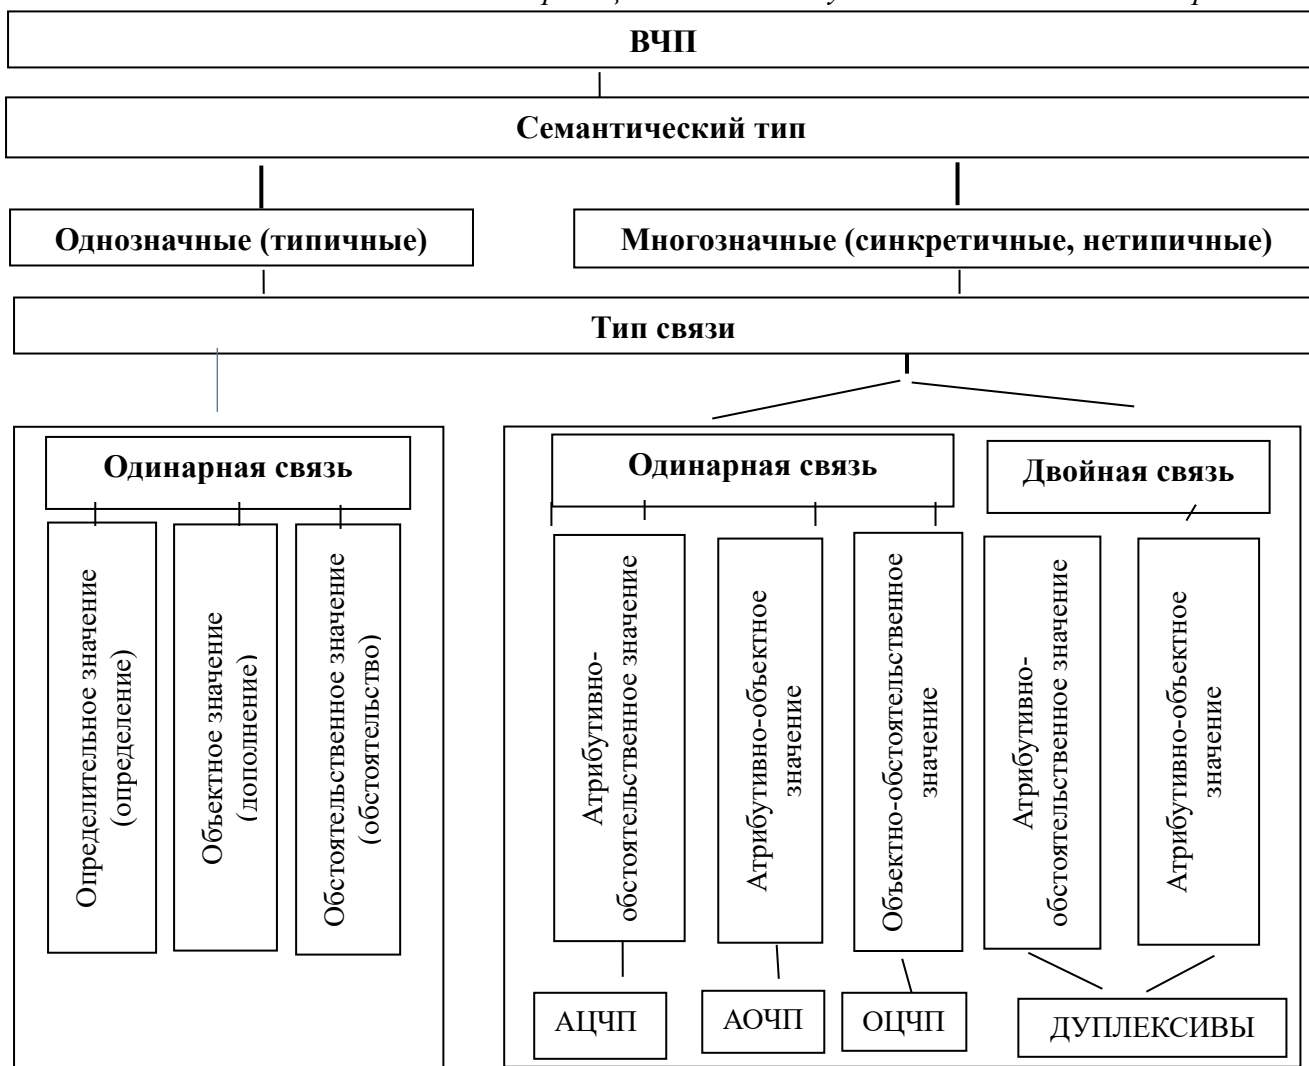 ВЧП
Семантический тип
Однозначные (типичные)
Многозначные (синкретичные, нетипичные)
Тип связи
Одинарная связь
Одинарная связь
Двойная связь
Определительное значение
(определение)
Объектное значение
(дополнение)
Обстоятельственное значение
(обстоятельство)
Атрибутивно-
обстоятельственное значение
Атрибутивно-объектное
значение
Объектно-обстоятельственное
значение
Атрибутивно-
обстоятельственное значение
Атрибутивно-объектное
значение
АЦЧП
АОЧП
ОЦЧП
ДУПЛЕКСИВЫ